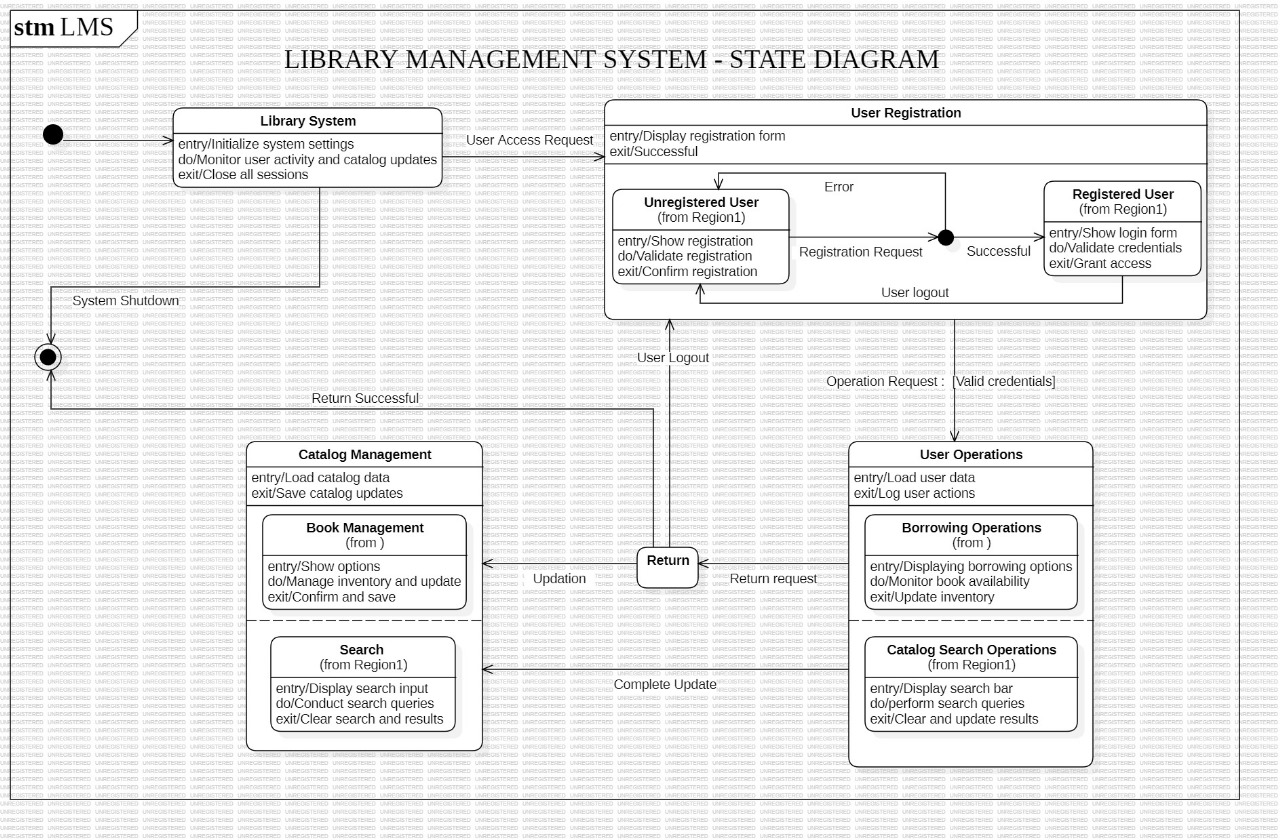 stm LMS
LIBRARY MANAGEMENT SYSTEM - STATE DIAGRAM
Library System
entry/Initialize system settings
do/Monitor user activity and catalog updates
exit/Close all sessions
User Access Request
User Registration
entry/Display registration form
exit/Successful
Error
Unregistered User
(from Region1)
entry/Show registration
do/Validate registration
exit/Confirm registration
Registration Request
Successful
Registered User
(from Region1)
entry/Show login form
do/Validate credentials
exit/Grant access
User logout
System Shutdown
User Logout
Operation Request : [Valid credentials]
Return Successful
Catalog Management
entry/Load catalog data
exit/Save catalog updates
Book Management
(from )
entry/Show options
do/Manage inventory and update
exit/Confirm and save
Search
(from Region1)
entry/Display search input
do/Conduct search queries
exit/Clear search and results
Return
Updation
Return request
Complete Update
User Operations
entry/Load user data
exit/Log user actions
Borrowing Operations
(from )
entry/Displaying borrowing options
do/Monitor book availability
exit/Update inventory
Catalog Search Operations
(from Region1)
entry/Display search bar
do/perform search queries
exit/Clear and update results
UNREGISTERED